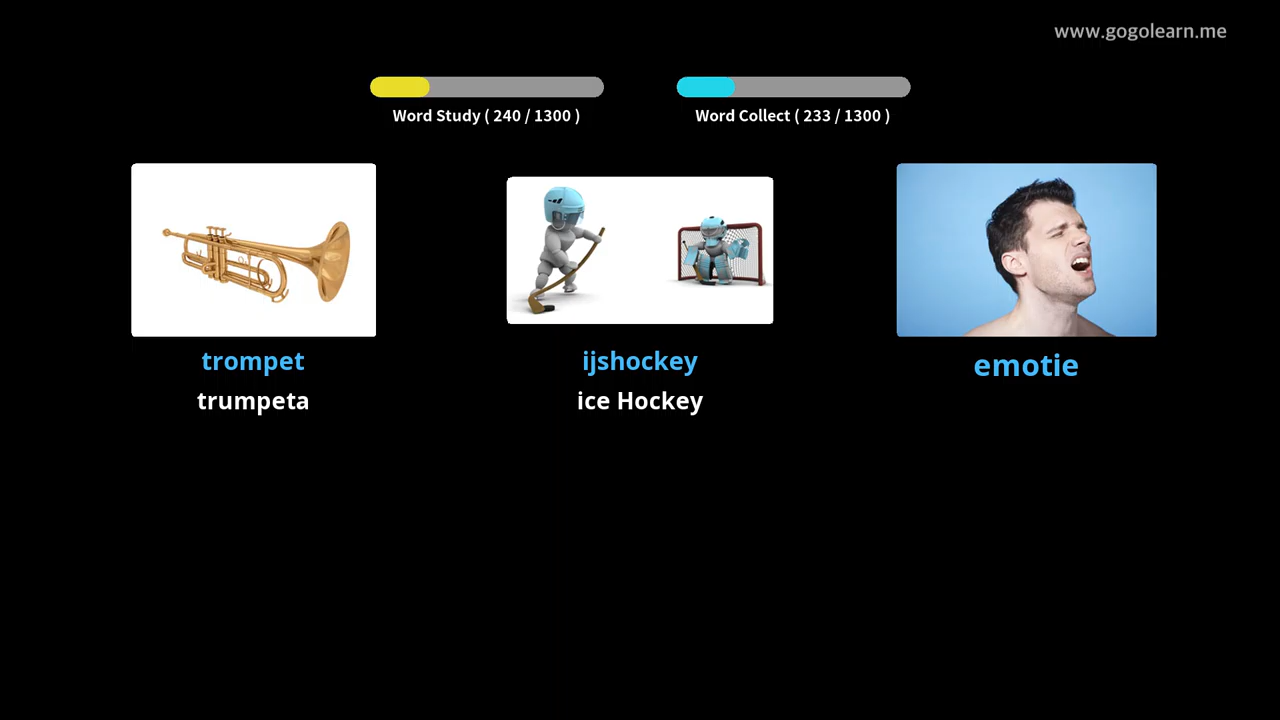 www.gogolearn.me
Word Study ( 240 / 1300 )
Word Collect ( 233 / 1300 )
trompet
trumpeta
ijshockey
ice Hockey
emotie